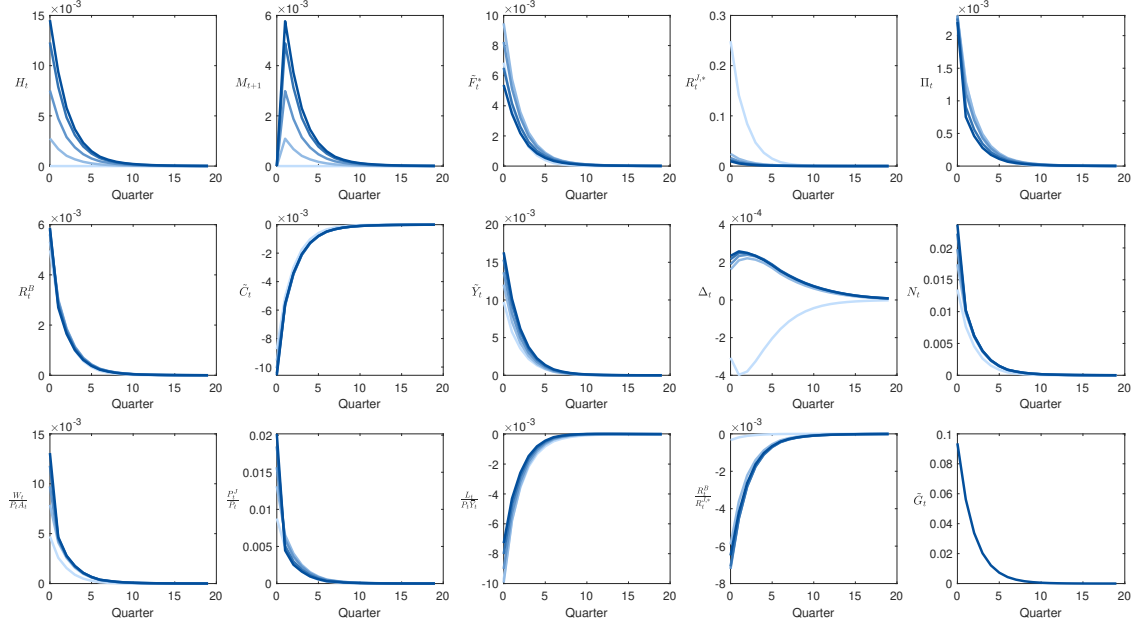 ×10⁻³ ×10⁻³ ×10⁻³ 0.3 ×10⁻³
15 6 10
10 4 8 0.2 2
H_t M_{t+1} F̃_t^* R_t^{J,*} Π_t
6 1.5
5 2 4 0.1 1
2 0.5
0 0 0 0 0
0 5 10 15 20 0 5 10 15 20 0 5 10 15 20 0 5 10 15 20 0 5 10 15 20
Quarter Quarter Quarter Quarter Quarter
×10⁻³ ×10⁻³ ×10⁻³ ×10⁻⁴
6 0 20 4
4 -2 15 2 0.02
R_t^B C̃_t Ỹ_t Δ_t N_t
-4 0.015
-6 10 0 0.01
2 -8 5 -2 0.005
0 -10 0 -4 0
0 5 10 15 20 0 5 10 15 20 0 5 10 15 20 0 5 10 15 20 0 5 10 15 20
Quarter Quarter Quarter Quarter Quarter
×10⁻³ ×10⁻³ ×10⁻³
15 0.02 0 0 0.1
10 0.015 -2 -2 0.08
W_t/P_tA_t P_t^J/P_t L_t/P_tỸ_t R_t^B/R_t^{J,*} G̃_t
-4 0.06
0.01 -6 -4 0.04
5 0.005 -8 -6 0.02
0 0 -10 -8 0
0 5 10 15 20 0 5 10 15 20 0 5 10 15 20 0 5 10 15 20 0 5 10 15 20
Quarter Quarter Quarter Quarter Quarter